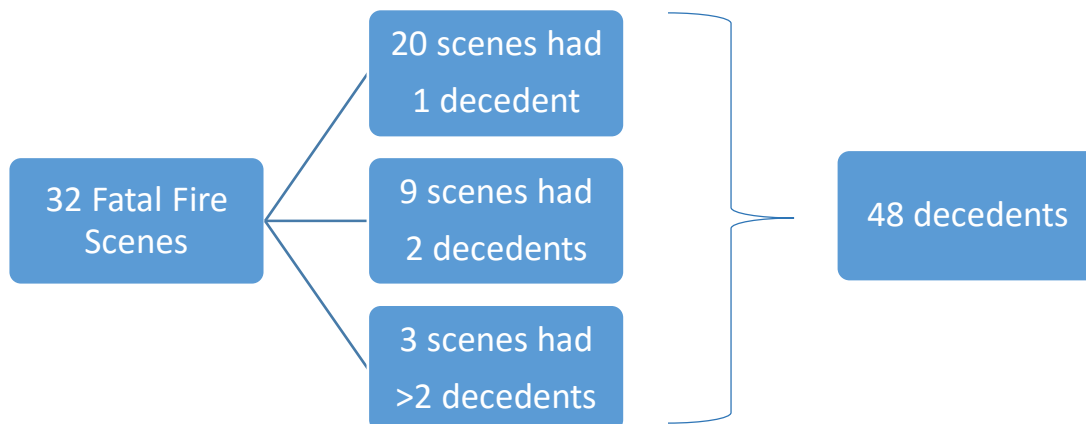 32 Fatal Fire
Scenes
20 scenes had
1 decedent
9 scenes had
2 decedents
3 scenes had
>2 decedents
48 decedents